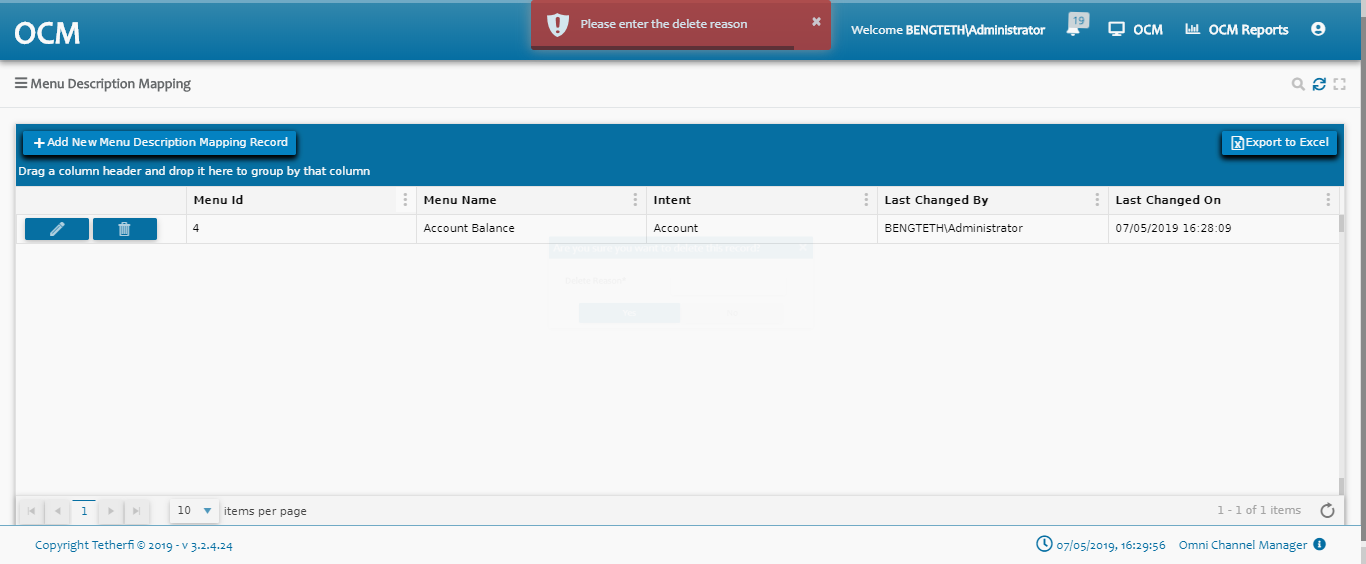 OCM
Please enter the delete reason
Welcome BENGTETH\Administrator
19
OCM
OCM Reports
Menu Description Mapping
Add New Menu Description Mapping Record
Export to Excel
Drag a column header and drop it here to group by that column
Menu Id Menu Name Intent Last Changed By Last Changed On
4 Account Balance Account BENGTETH\Administrator 07/05/2019 16:28:09
1 10 items per page 1 - 1 of 1 items
Copyright Tetherfi © 2019 - v 3.2.4.24 07/05/2019, 16:29:56 Omni Channel Manager